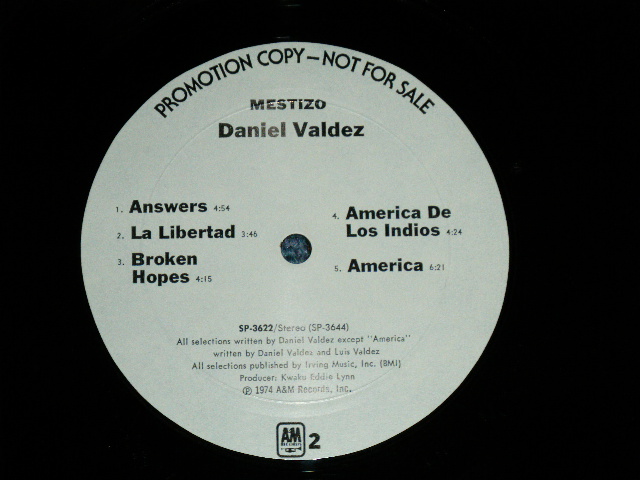 PROMOTION COPY—NOT FOR SALE
MESTIZO
Daniel Valdez
1. Answers 4:54
2. La Libertad 3:46
3. Broken
Hopes 4:15
4. America De
Los Indios 4:24
5. America 6:21
SP-3622/Stereo (SP-3644)
All selections written by Daniel Valdez except "America"
written by Daniel Valdez and Luis Valdez
All selections published by Irving Music, Inc. (BMI)
Producer: Kwaku Eddie Lynn
℗ 1974 A&M Records, Inc.
A&M
RECORDS
2